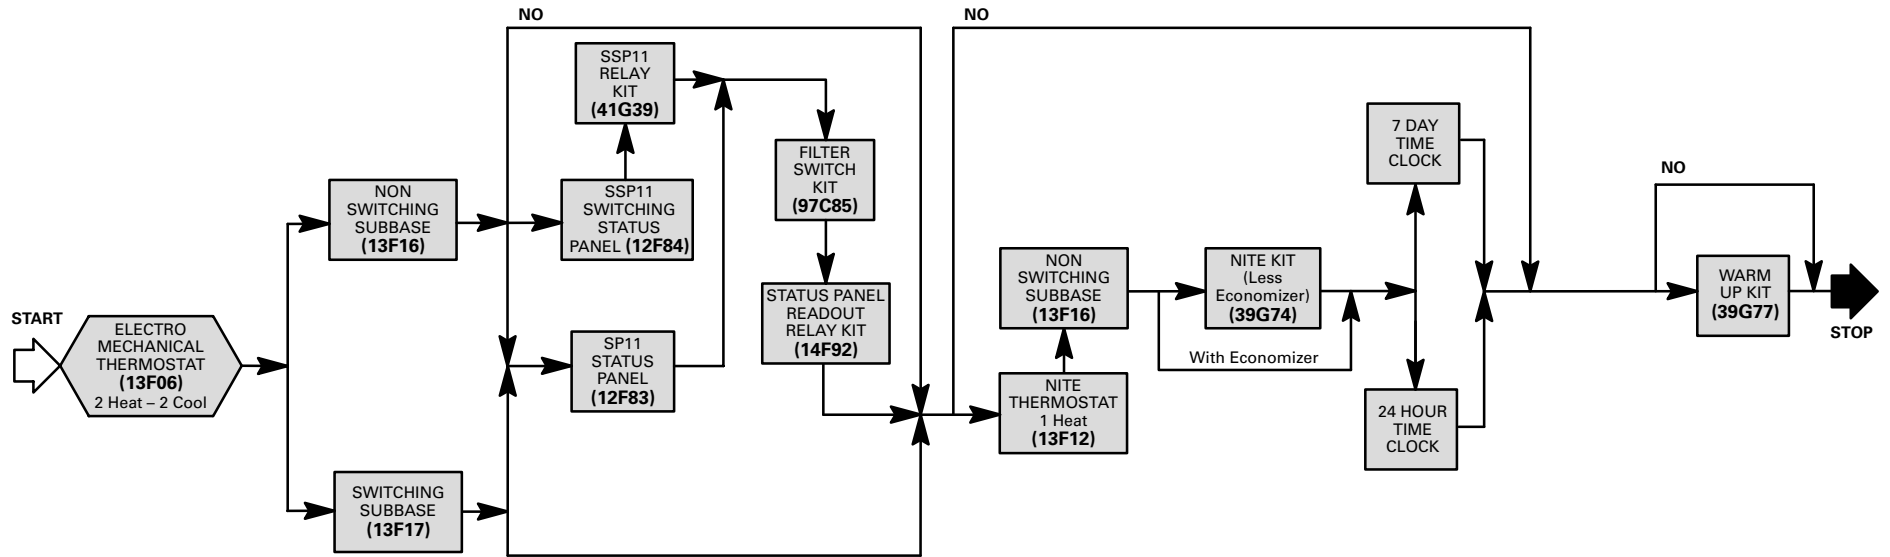 START
ELECTRO
MECHANICAL
THERMOSTAT
(13F06)
2 Heat – 2 Cool
NON
SWITCHING
SUBBASE
(13F16)
SWITCHING
SUBBASE
(13F17)
NO
SSP11
RELAY
KIT
(41G39)
SSP11
SWITCHING
STATUS
PANEL (12F84)
SP11
STATUS
PANEL
(12F83)
FILTER
SWITCH
KIT
(97C85)
STATUS PANEL
READOUT
RELAY KIT
(14F92)
NO
NON
SWITCHING
SUBBASE
(13F16)
NITE
THERMOSTAT
1 Heat
(13F12)
NITE KIT
(Less
Economizer)
(39G74)
With Economizer
7 DAY
TIME
CLOCK
24 HOUR
TIME
CLOCK
NO
WARM
UP KIT
(39G77)
STOP